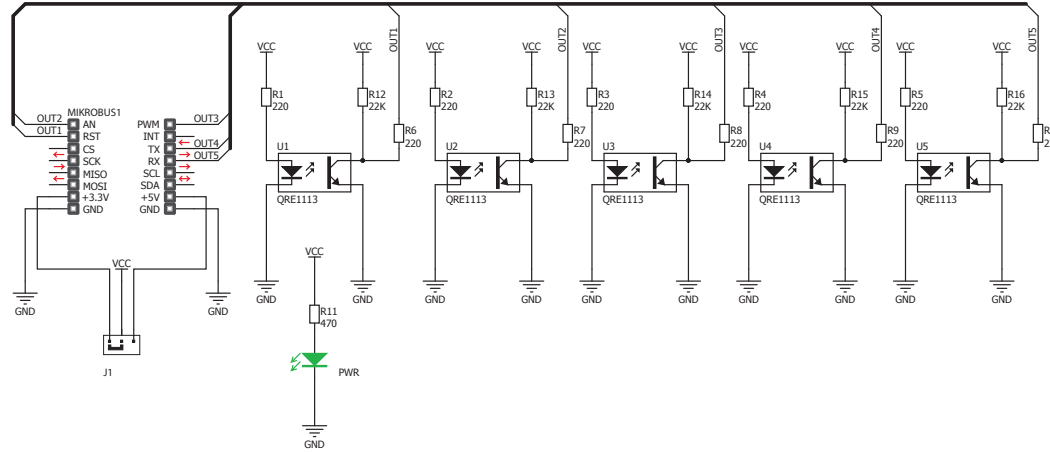 OUT1
OUT2
OUT3
OUT4
OUT5
VCC
VCC
VCC
VCC
VCC
VCC
VCC
VCC
VCC
VCC
R1
220
R12
22K
R2
220
R13
22K
R3
220
R14
22K
R4
220
R15
22K
R5
220
R16
22K
R6
220
R7
220
R8
220
R9
220
R
2
MIKROBUS1
OUT2
AN
PWM
OUT3
OUT1
RST
INT
CS
TX
OUT4
SCK
RX
OUT5
MISO
SCL
MOSI
SDA
+3.3V
+5V
GND
GND
U1
U2
U3
U4
U5
QRE1113
QRE1113
QRE1113
QRE1113
QRE1113
VCC
VCC
GND
GND
GND
GND
GND
GND
GND
GND
GND
GND
GND
GND
R11
470
J1
PWR
GND